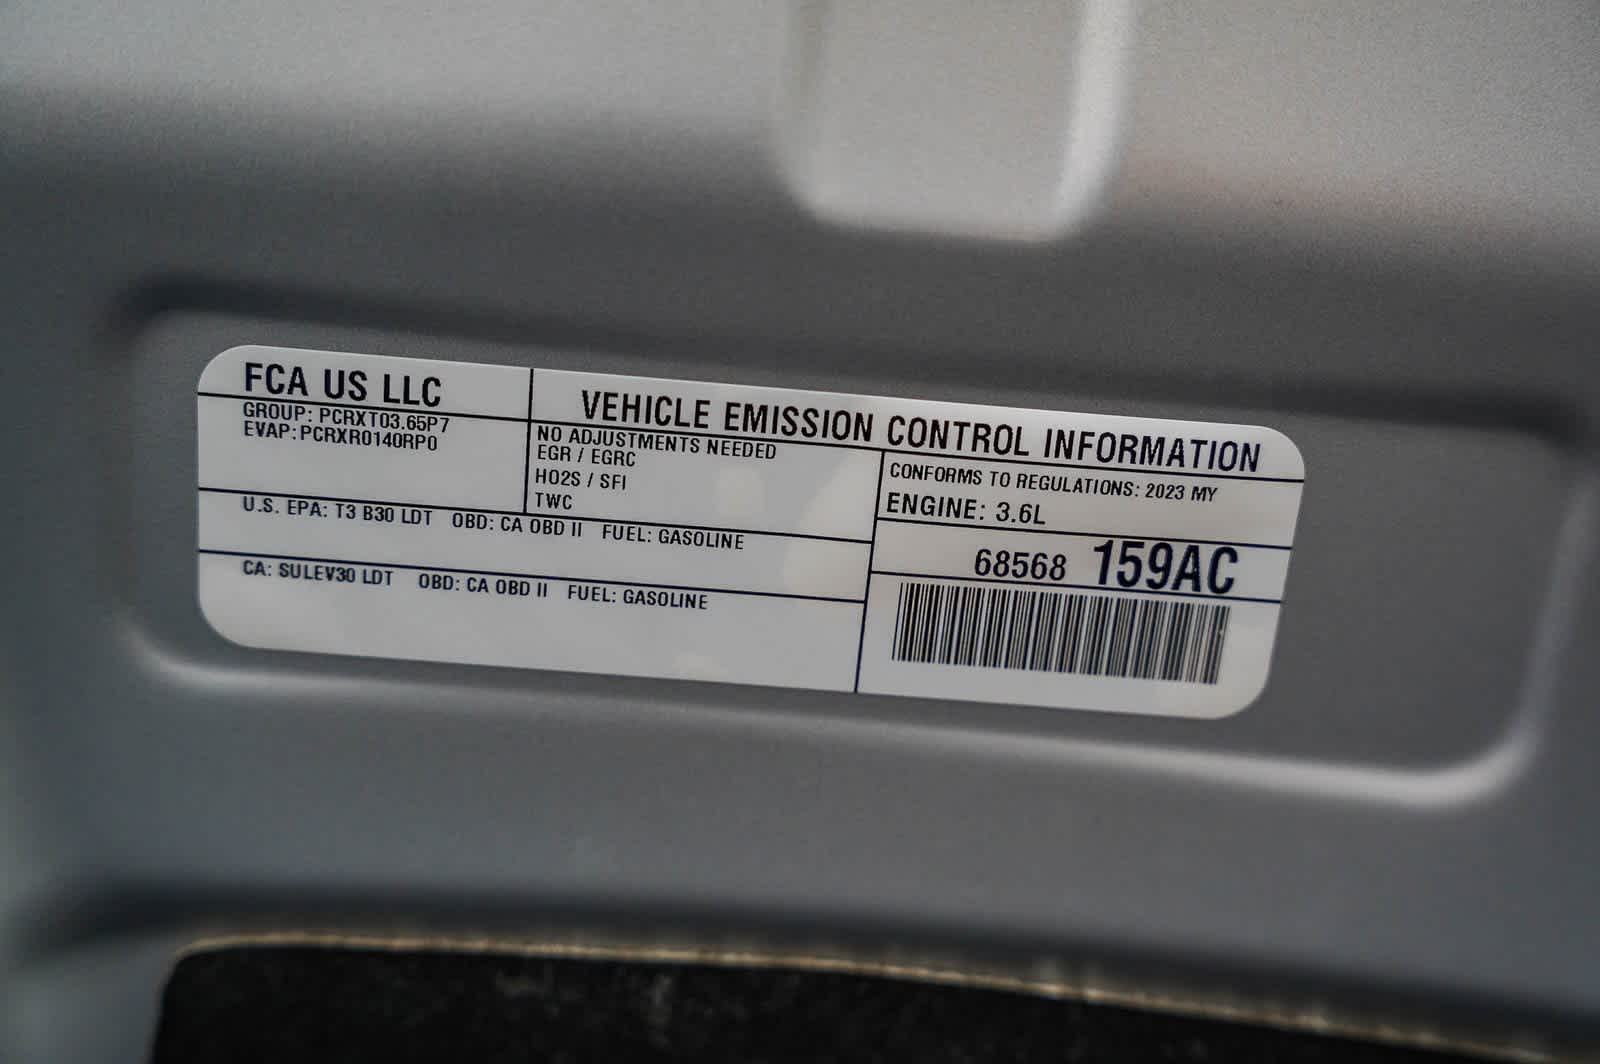 FCA US LLC
GROUP: PCRXT03.65P7
EVAP: PCRXR0140RP0
VEHICLE EMISSION CONTROL INFORMATION
NO ADJUSTMENTS NEEDED
EGR / EGRC
HO2S / SFI
TWC
CONFORMS TO REGULATIONS: 2023 MY
ENGINE: 3.6L
U.S. EPA: T3 B30 LDT OBD: CA OBD II FUEL: GASOLINE
CA: SULEV30 LDT OBD: CA OBD II FUEL: GASOLINE
68568 159AC